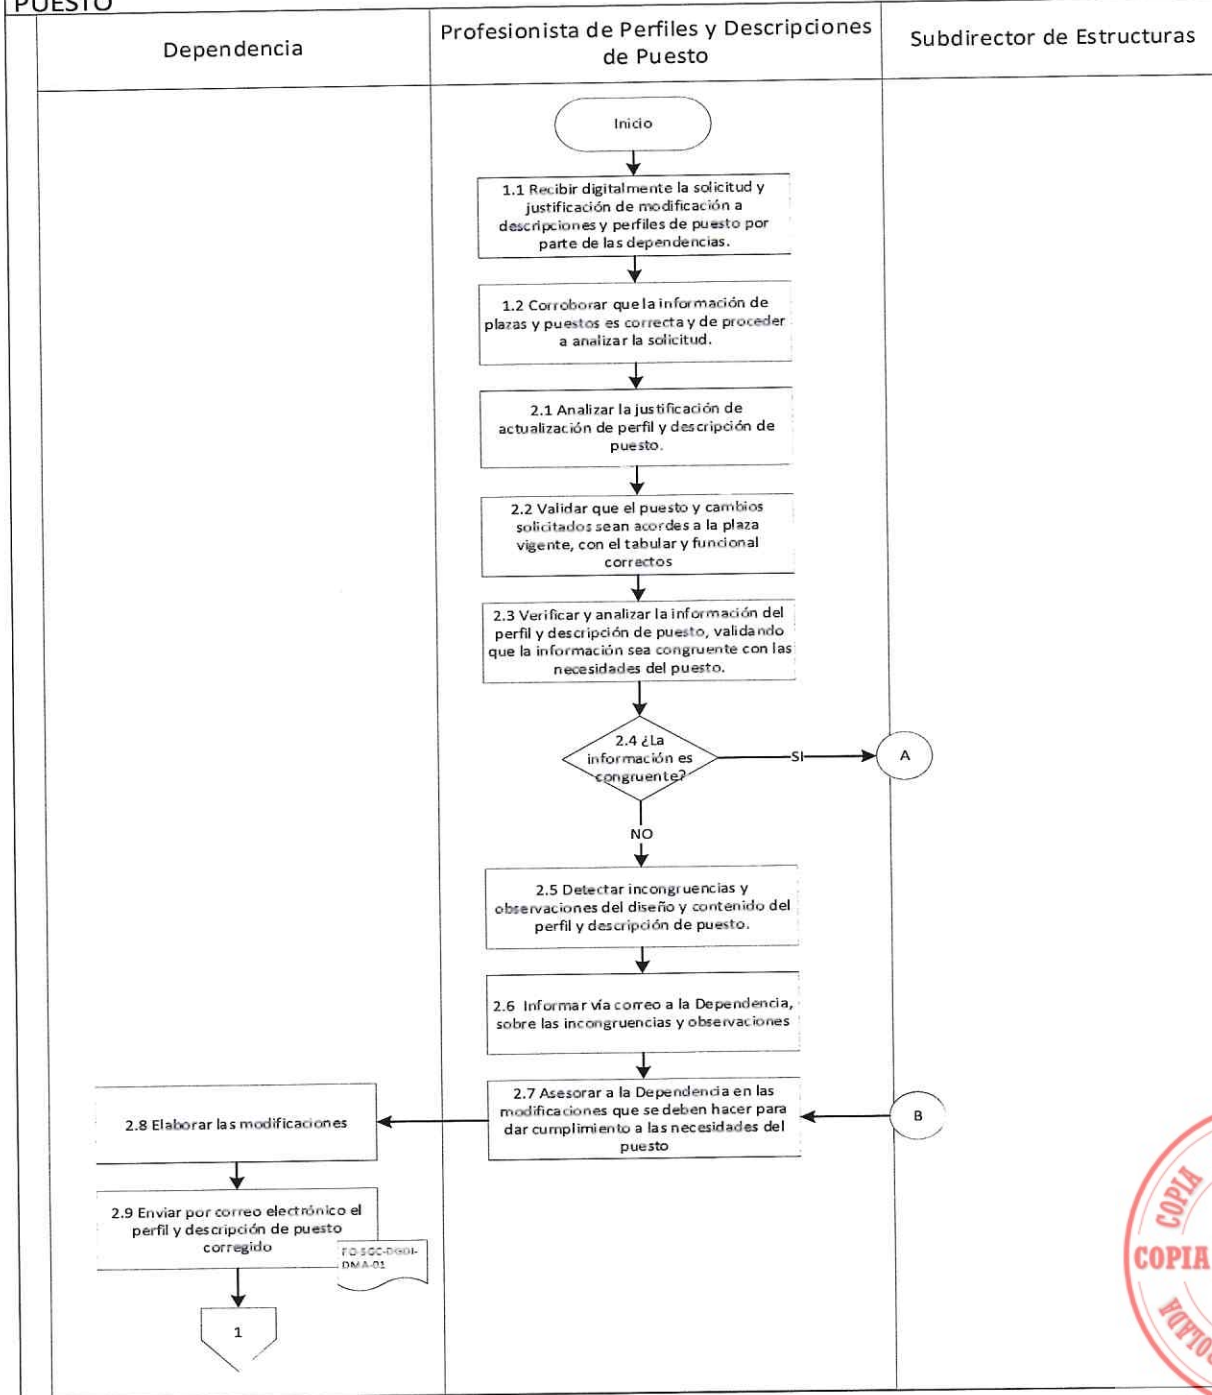 PUESTO
Dependencia
Profesionista de Perfiles y Descripciones
de Puesto
Subdirector de Estructuras
Inicio
1.1 Recibir digitalmente la solicitud y
justificación de modificación a
descripciones y perfiles de puesto por
parte de las dependencias.
1.2 Corroborar que la información de
plazas y puestos es correcta y de proceder
a analizar la solicitud.
2.1 Analizar la justificación de
actualización de perfil y descripción de
puesto.
2.2 Validar que el puesto y cambios
solicitados sean acordes a la plaza
vigente, con el tabular y funcional
correctos
2.3 Verificar y analizar la información del
perfil y descripción de puesto, validando
que la información sea congruente con las
necesidades del puesto.
2.4 ¿La
información es
congruente?
SI
A
NO
2.5 Detectar incongruencias y
observaciones del diseño y contenido del
perfil y descripción de puesto.
2.6 Informar vía correo a la Dependencia,
sobre las incongruencias y observaciones
2.7 Asesorar a la Dependencia en las
modificaciones que se deben hacer para
dar cumplimiento a las necesidades del
puesto
B
2.8 Elaborar las modificaciones
2.9 Enviar por correo electrónico el
perfil y descripción de puesto
corregido
FO-SGC-DGDI-
DMA-01
1
COPIA
COPIA